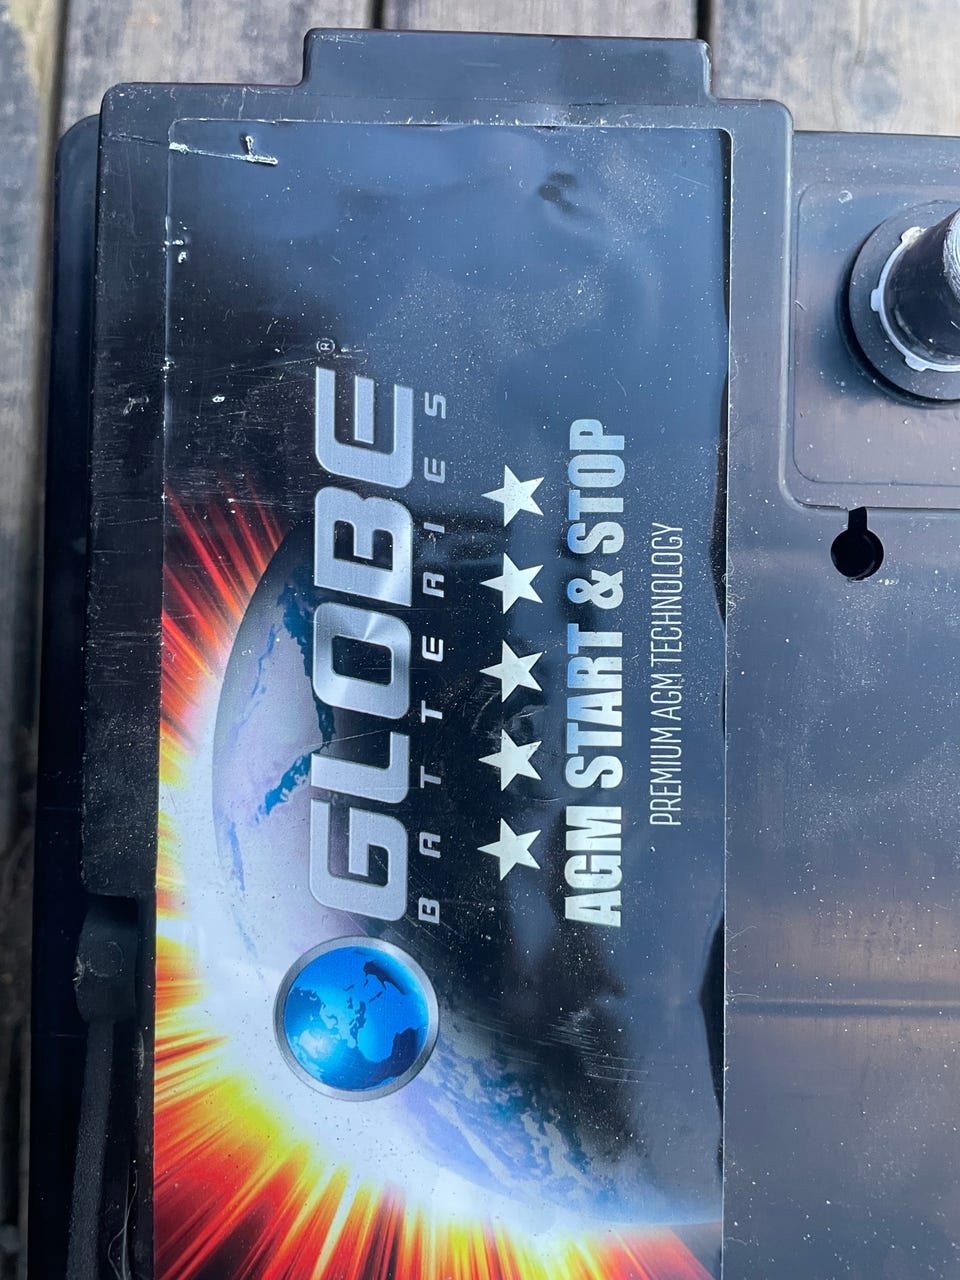 GLOBE®
BATTERIES
AGM START & STOP
PREMIUM AGM TECHNOLOGY